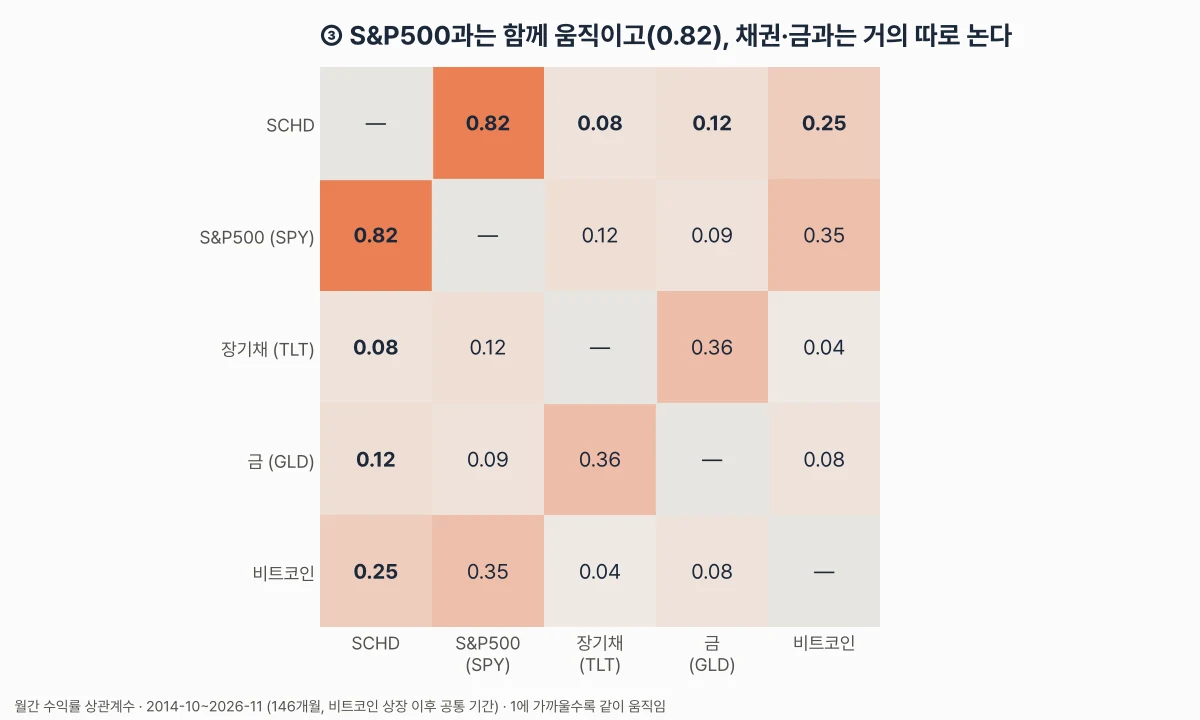 ③ S&P500과는 함께 움직이고(0.82), 채권·금과는 거의 따로 논다
SCHD — 0.82 0.08 0.12 0.25
S&P500 (SPY) 0.82 — 0.12 0.09 0.35
장기채 (TLT) 0.08 0.12 — 0.36 0.04
금 (GLD) 0.12 0.09 0.36 — 0.08
비트코인 0.25 0.35 0.04 0.08 —
SCHD S&P500 장기채 금 비트코인
(SPY) (TLT) (GLD)
월간 수익률 상관계수 · 2014-10~2026-11 (146개월, 비트코인 상장 이후 공통 기간) · 1에 가까울수록 같이 움직임